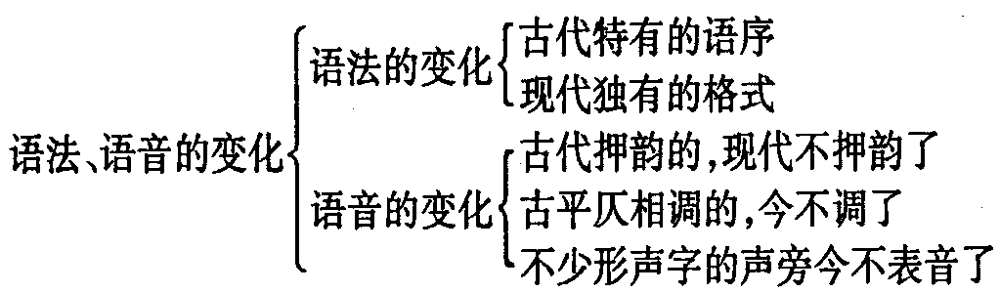 语法、语音的变化
语法的变化
古代特有的语序
现代独有的格式
语音的变化
古代押韵的,现代不押韵了
古平仄相调的,今不调了
不少形声字的声旁今不表音了